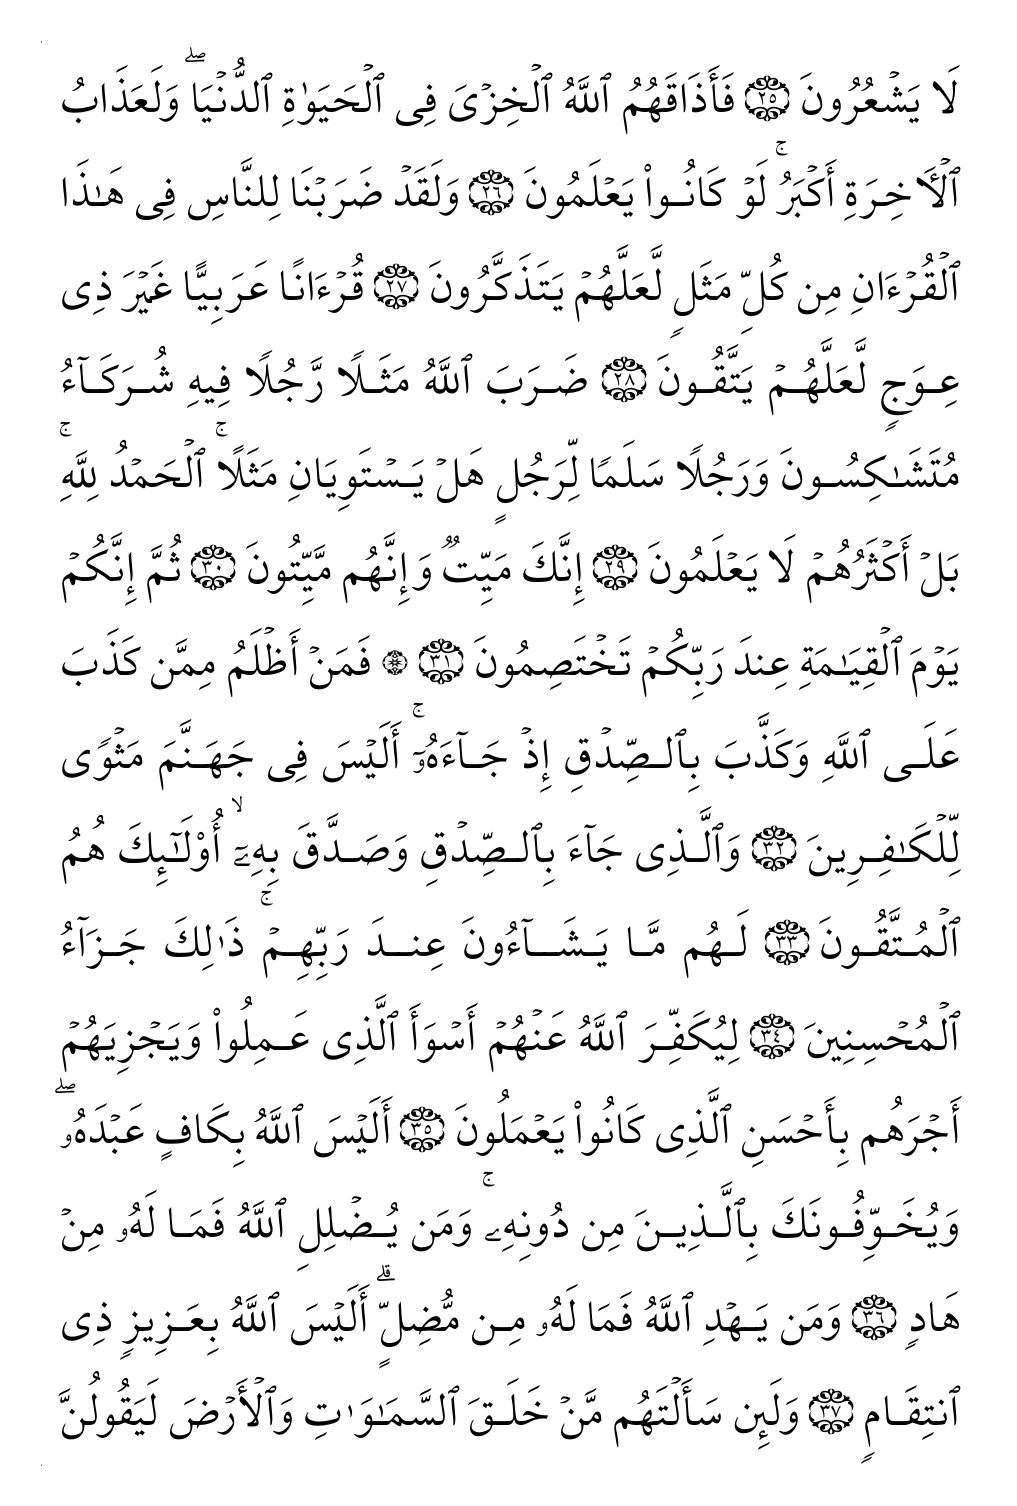 لَا يَشۡعُرُونَ ٢٥ فَأَذَاقَهُمُ ٱللَّهُ ٱلۡخِزۡىَ فِى ٱلۡحَيَوٰةِ ٱلدُّنۡيَاۖ وَلَعَذَابُ
ٱلۡأَخِرَةِ أَكۡبَرُۚ لَوۡ كَانُواْ يَعۡلَمُونَ ٢٦ وَلَقَدۡ ضَرَبۡنَا لِلنَّاسِ فِى هَـٰذَا
ٱلۡقُرۡءَانِ مِن كُلِّ مَثَلٍ لَّعَلَّهُمۡ يَتَذَكَّرُونَ ٢٧ قُرۡءَانًا عَرَبِيًّا غَيۡرَ ذِى
عِوَجٍ لَّعَلَّهُمۡ يَتَّقُونَ ٢٨ ضَرَبَ ٱللَّهُ مَثَلًا رَّجُلًا فِيهِ شُرَكَآءُ
مُتَشَـٰكِسُونَ وَرَجُلًا سَلَمًا لِّرَجُلٍ هَلۡ يَسۡتَوِيَانِ مَثَلًاۚ ٱلۡحَمۡدُ لِلَّهِۚ
بَلۡ أَكۡثَرُهُمۡ لَا يَعۡلَمُونَ ٢٩ إِنَّكَ مَيِّتٌ وَإِنَّهُم مَّيِّتُونَ ٣٠ ثُمَّ إِنَّكُمۡ
يَوۡمَ ٱلۡقِيَـٰمَةِ عِندَ رَبِّكُمۡ تَخۡتَصِمُونَ ٣١ ۞ فَمَنۡ أَظۡلَمُ مِمَّن كَذَبَ
عَلَى ٱللَّهِ وَكَذَّبَ بِٱلصِّدۡقِ إِذۡ جَآءَهُۥٓۚ أَلَيۡسَ فِى جَهَنَّمَ مَثۡوًى
لِّلۡكَـٰفِرِينَ ٣٢ وَٱلَّذِى جَآءَ بِٱلصِّدۡقِ وَصَدَّقَ بِهِۦٓۙ أُوْلَـٰٓئِكَ هُمُ
ٱلۡمُتَّقُونَ ٣٣ لَهُم مَّا يَشَآءُونَ عِندَ رَبِّهِمۡۚ ذَٰلِكَ جَزَآءُ
ٱلۡمُحۡسِنِينَ ٣٤ لِيُكَفِّرَ ٱللَّهُ عَنۡهُمۡ أَسۡوَأَ ٱلَّذِى عَمِلُواْ وَيَجۡزِيَهُمۡ
أَجۡرَهُم بِأَحۡسَنِ ٱلَّذِى كَانُواْ يَعۡمَلُونَ ٣٥ أَلَيۡسَ ٱللَّهُ بِكَافٍ عَبۡدَهُۥۖ
وَيُخَوِّفُونَكَ بِٱلَّذِينَ مِن دُونِهِۦۚ وَمَن يُضۡلِلِ ٱللَّهُ فَمَا لَهُۥ مِنۡ
هَادٍ ٣٦ وَمَن يَهۡدِ ٱللَّهُ فَمَا لَهُۥ مِن مُّضِلٍّۗ أَلَيۡسَ ٱللَّهُ بِعَزِيزٍ ذِى
ٱنتِقَامٍ ٣٧ وَلَئِن سَأَلۡتَهُم مَّنۡ خَلَقَ ٱلسَّمَـٰوَٰتِ وَٱلۡأَرۡضَ لَيَقُولُنَّ